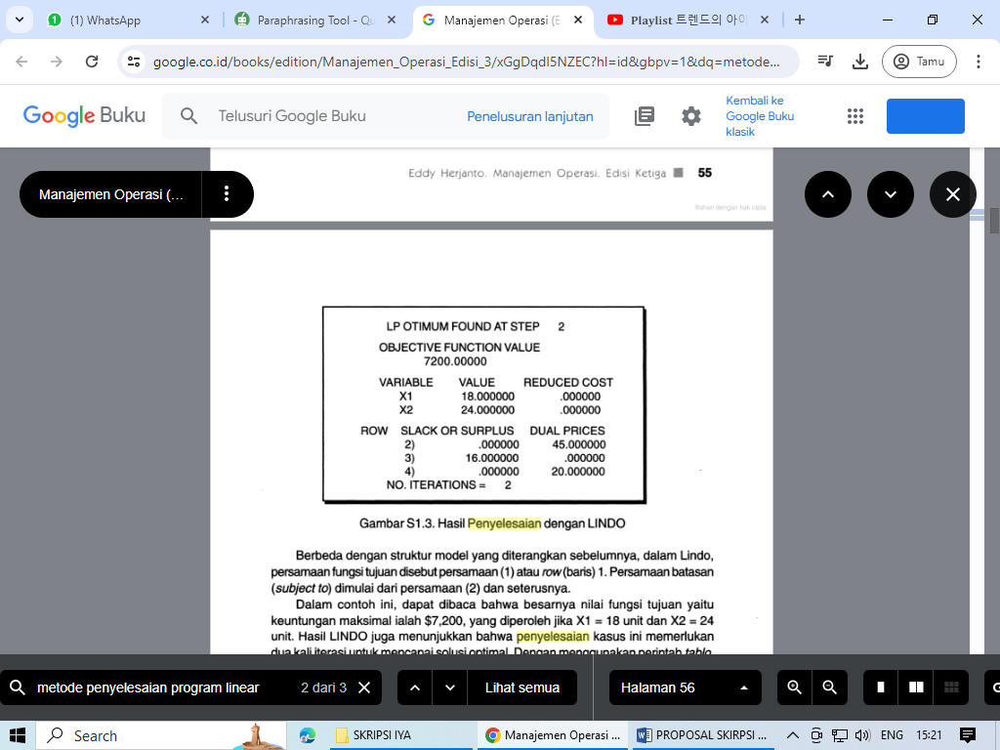 (1) WhatsApp
Paraphrasing Tool - Qu
Manajemen Operasi (E
Playlist 트렌드의 아이
google.co.id/books/edition/Manajemen_Operasi_Edisi_3/xGgDqdI5NZEC?hl=id&gbpv=1&dq=metode...
Tamu
Google Buku
Telusuri Google Buku
Penelusuran lanjutan
Kembali ke
Google Buku
klasik
Eddy Herjanto. Manajemen Operasi. Edisi Ketiga 55
Manajemen Operasi (...
Bahan dengan hak cipta
LP OTIMUM FOUND AT STEP 2
OBJECTIVE FUNCTION VALUE
7200.00000
VARIABLE VALUE REDUCED COST
X1 18.000000 .000000
X2 24.000000 .000000
ROW SLACK OR SURPLUS DUAL PRICES
2) .000000 45.000000
3) 16.000000 .000000
4) .000000 20.000000
NO. ITERATIONS = 2
Gambar S1.3. Hasil Penyelesaian dengan LINDO
Berbeda dengan struktur model yang diterangkan sebelumnya, dalam Lindo,
persamaan fungsi tujuan disebut persamaan (1) atau row (baris) 1. Persamaan batasan
(subject to) dimulai dari persamaan (2) dan seterusnya.
Dalam contoh ini, dapat dibaca bahwa besarnya nilai fungsi tujuan yaitu
keuntungan maksimal ialah $7,200, yang diperoleh jika X1 = 18 unit dan X2 = 24
unit. Hasil LINDO juga menunjukkan bahwa penyelesaian kasus ini memerlukan
dua kali iterasi untuk mencapai solusi optimal. Dengan menggunakan perintah tablo,
metode penyelesaian program linear
2 dari 3
Lihat semua
Halaman 56
Search
SKRIPSI IYA
Manajemen Operasi ...
PROPOSAL SKIRPSI ...
ENG
15:21